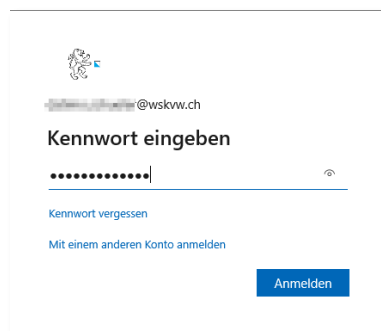 @wskvw.ch
Kennwort eingeben
•••••••••••••
Kennwort vergessen
Mit einem anderen Konto anmelden
Anmelden